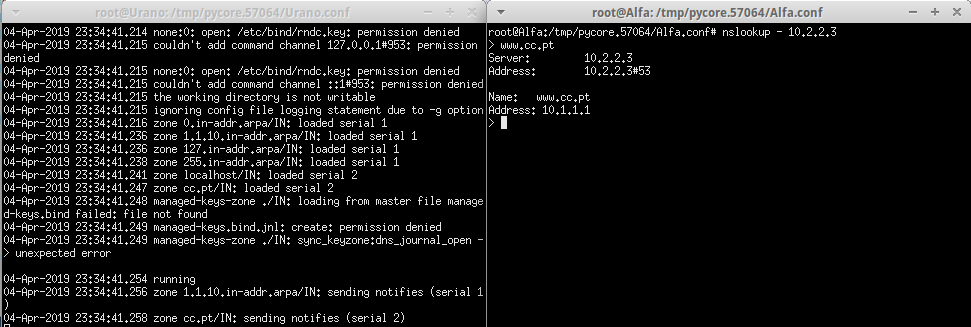 root@Urano: /tmp/pycore.57064/Urano.conf
04-Apr-2019 23:34:41.214 none:0: open: /etc/bind/rndc.key: permission denied
04-Apr-2019 23:34:41.215 couldn't add command channel 127.0.0.1#953: permission
denied
04-Apr-2019 23:34:41.215 none:0: open: /etc/bind/rndc.key: permission denied
04-Apr-2019 23:34:41.215 couldn't add command channel ::1#953: permission denied
04-Apr-2019 23:34:41.215 the working directory is not writable
04-Apr-2019 23:34:41.215 ignoring config file logging statement due to -g option
04-Apr-2019 23:34:41.216 zone 0.in-addr.arpa/IN: loaded serial 1
04-Apr-2019 23:34:41.236 zone 1.1.10.in-addr.arpa/IN: loaded serial 1
04-Apr-2019 23:34:41.236 zone 127.in-addr.arpa/IN: loaded serial 1
04-Apr-2019 23:34:41.238 zone 255.in-addr.arpa/IN: loaded serial 1
04-Apr-2019 23:34:41.241 zone localhost/IN: loaded serial 2
04-Apr-2019 23:34:41.247 zone cc.pt/IN: loaded serial 2
04-Apr-2019 23:34:41.248 managed-keys-zone ./IN: loading from master file manage
d-keys.bind failed: file not found
04-Apr-2019 23:34:41.249 managed-keys.bind.jnl: create: permission denied
04-Apr-2019 23:34:41.249 managed-keys-zone ./IN: sync_keyzone:dns_journal_open -
> unexpected error
04-Apr-2019 23:34:41.254 running
04-Apr-2019 23:34:41.256 zone 1.1.10.in-addr.arpa/IN: sending notifies (serial 1
)
04-Apr-2019 23:34:41.258 zone cc.pt/IN: sending notifies (serial 2)
root@Alfa: /tmp/pycore.57064/Alfa.conf
root@Alfa:/tmp/pycore.57064/Alfa.conf# nslookup - 10.2.2.3
> www.cc.pt
Server: 10.2.2.3
Address: 10.2.2.3#53
Name: www.cc.pt
Address: 10.1.1.1
>